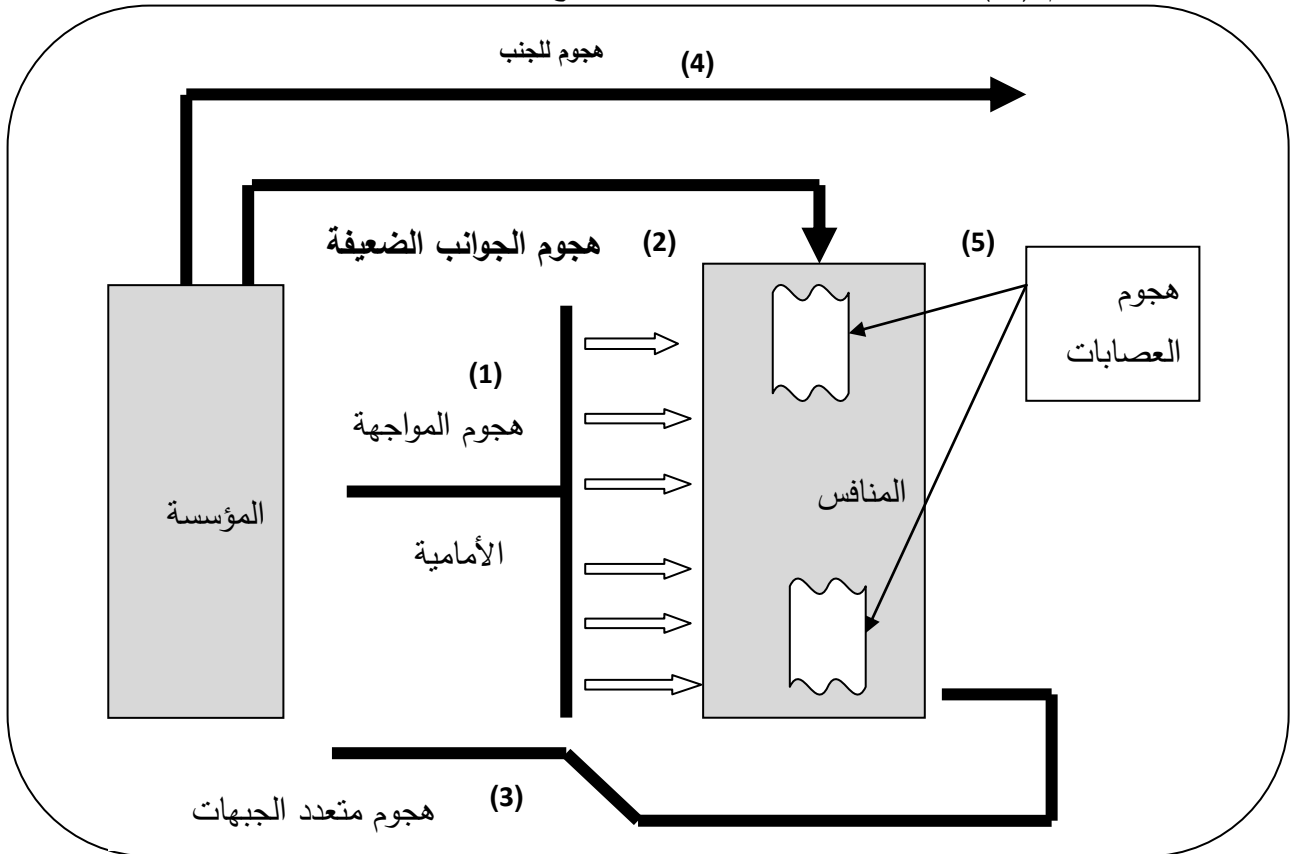 هجوم للجنب (4)
هجوم الجوانب الضعيفة (2)
(5)
هجوم
العصابات
(1)
هجوم المواجهة
الأمامية
المؤسسة
المنافس
هجوم متعدد الجبهات (3)